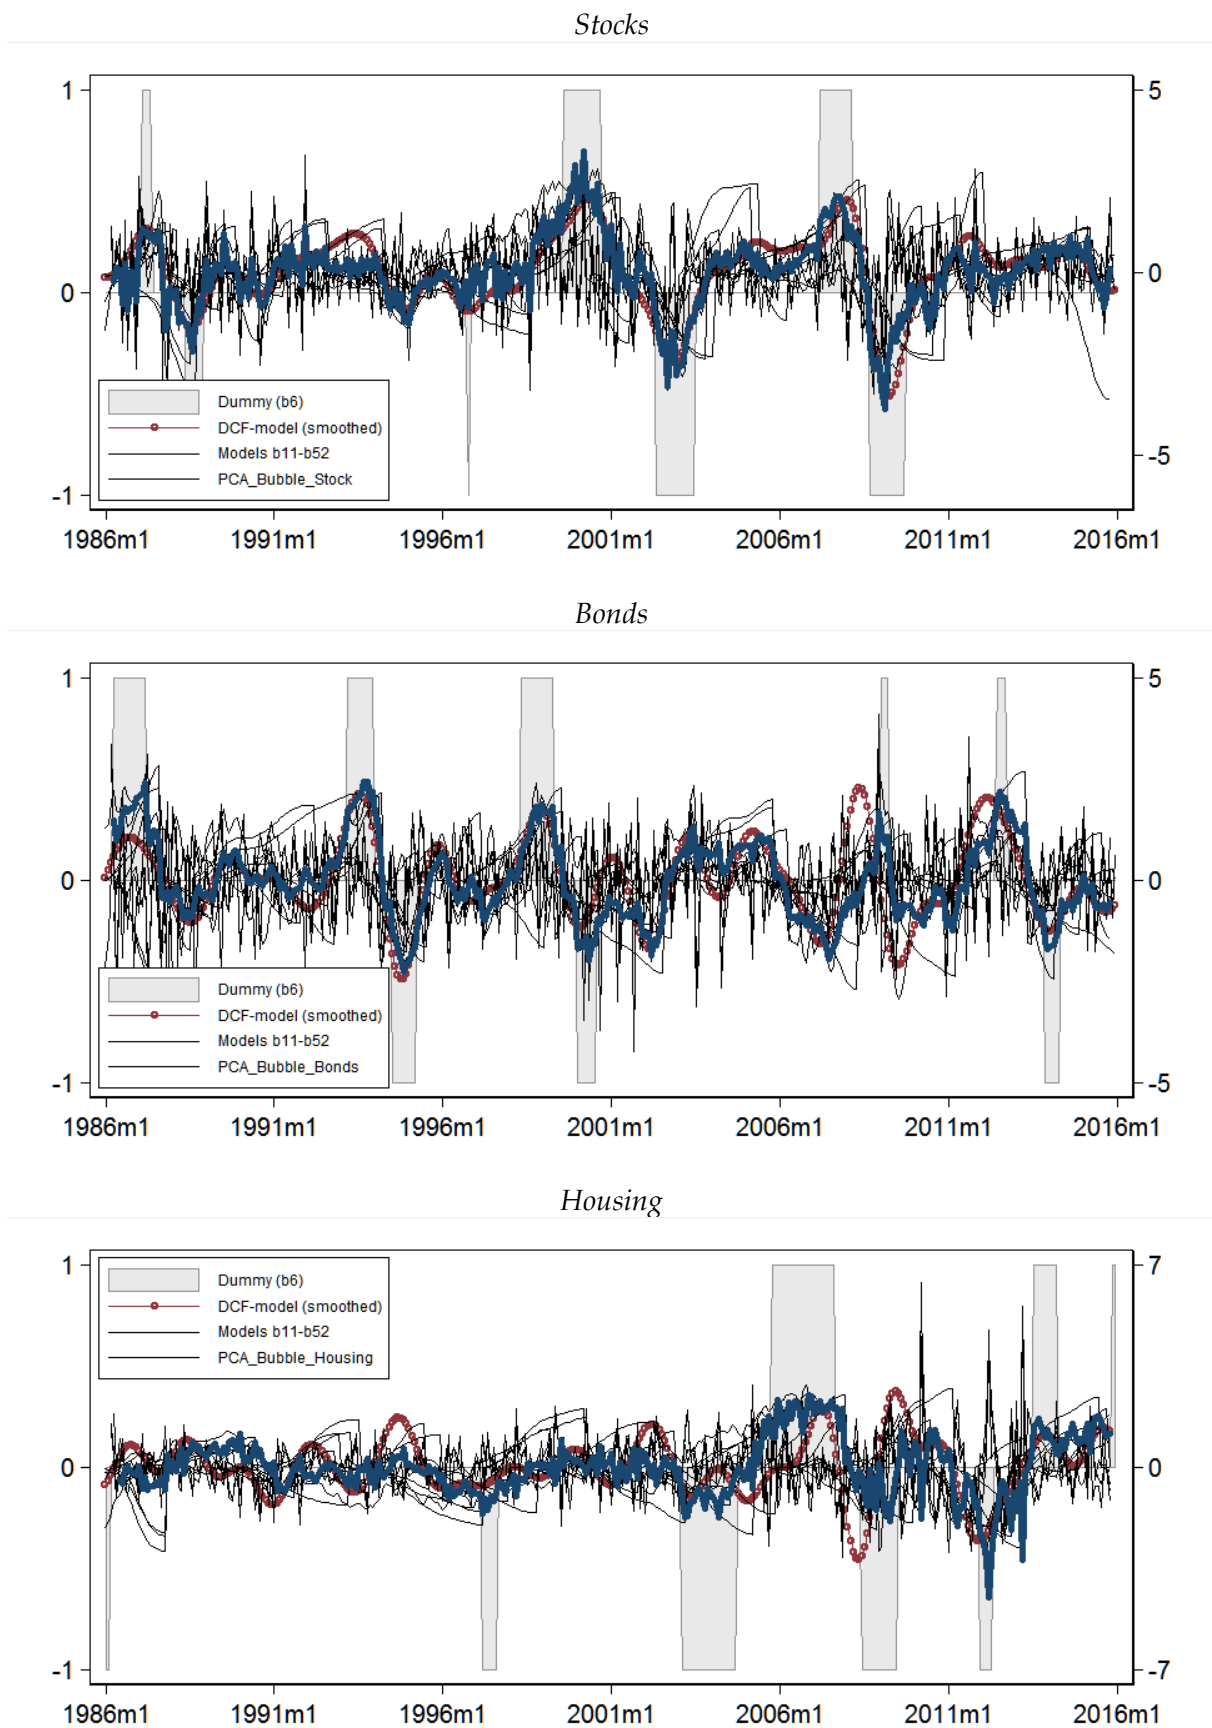 Stocks
1
0
-1
5
0
-5
Dummy (b6)
DCF-model (smoothed)
Models b11-b52
PCA_Bubble_Stock
1986m1 1991m1 1996m1 2001m1 2006m1 2011m1 2016m1
Bonds
1
0
-1
5
0
-5
Dummy (b6)
DCF-model (smoothed)
Models b11-b52
PCA_Bubble_Bonds
1986m1 1991m1 1996m1 2001m1 2006m1 2011m1 2016m1
Housing
1
0
-1
7
0
-7
Dummy (b6)
DCF-model (smoothed)
Models b11-b52
PCA_Bubble_Housing
1986m1 1991m1 1996m1 2001m1 2006m1 2011m1 2016m1